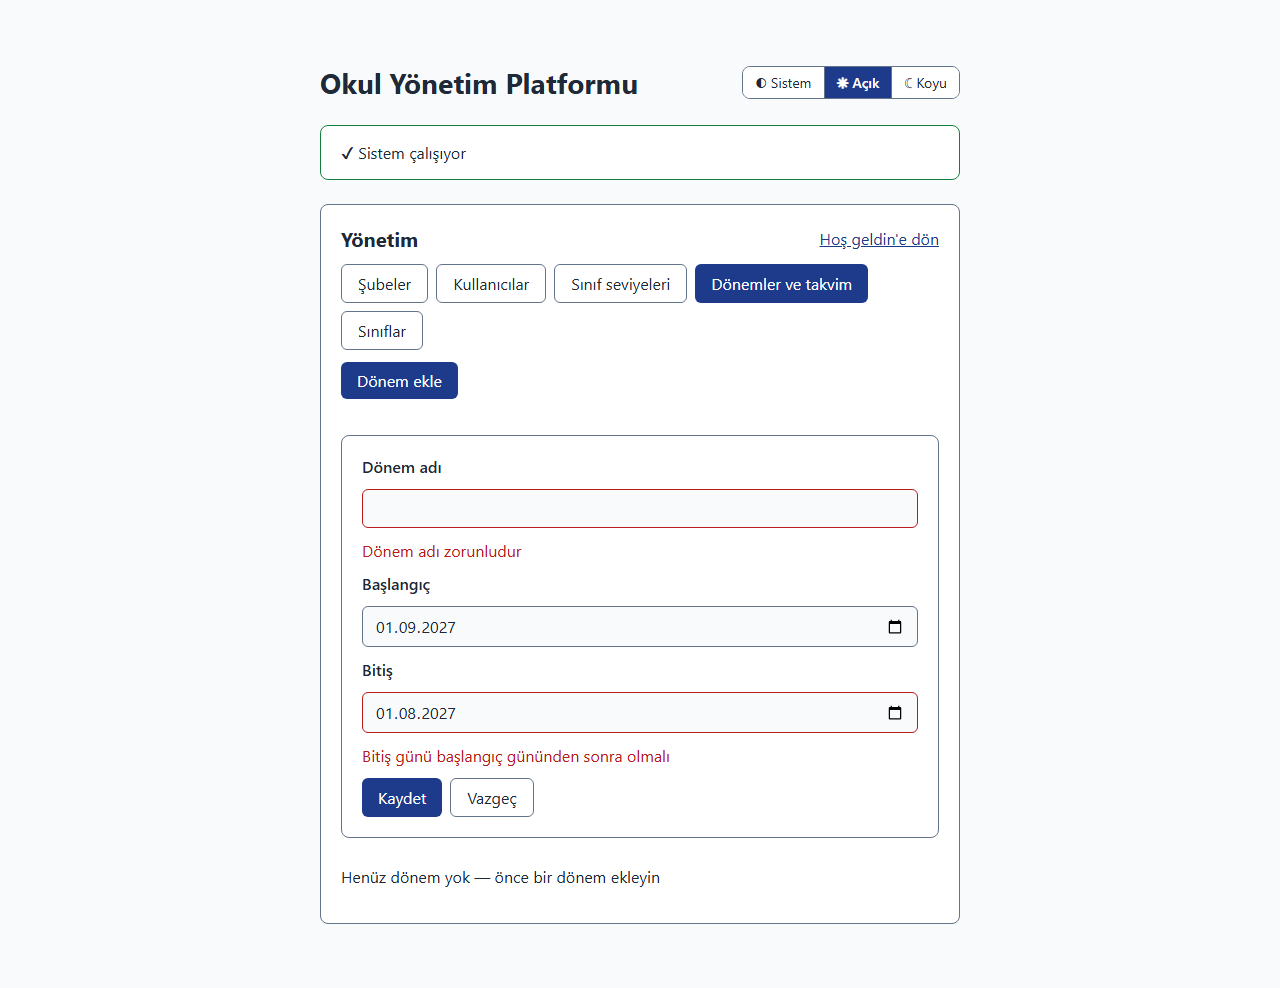 Okul Yönetim Platformu
◐ Sistem
✸ Açık
☾ Koyu
✓ Sistem çalışıyor
Yönetim
Hoş geldin'e dön
Şubeler
Kullanıcılar
Sınıf seviyeleri
Dönemler ve takvim
Sınıflar
Dönem ekle
Dönem adı
Dönem adı zorunludur
Başlangıç
01.09.2027
Bitiş
01.08.2027
Bitiş günü başlangıç gününden sonra olmalı
Kaydet
Vazgeç
Henüz dönem yok — önce bir dönem ekleyin